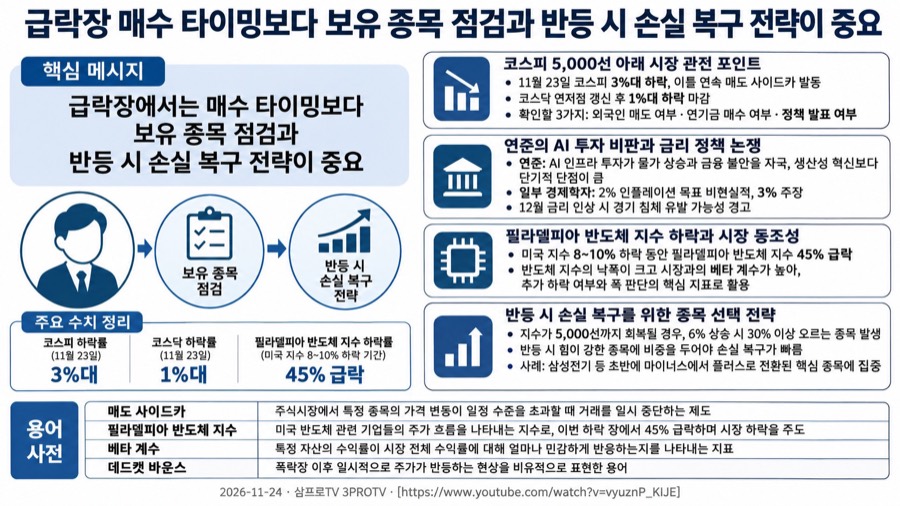 급락장 매수 타이밍보다 보유 종목 점검과 반등 시 손실 복구 전략이 중요
핵심 메시지
급락장에서는 매수 타이밍보다
보유 종목 점검과
반등 시 손실 복구 전략이 중요
보유 종목
점검
반등 시
손실 복구
전략
주요 수치 정리
코스피 하락률
(11월 23일)
3%대
코스닥 하락률
(11월 23일)
1%대
필라델피아 반도체 지수 하락률
(미국 지수 8~10% 하락 기간)
45% 급락
코스피 5,000선 아래 시장 관전 포인트
• 11월 23일 코스피 3%대 하락, 이틀 연속 매도 사이드카 발동
• 코스닥 연저점 갱신 후 1%대 하락 마감
• 확인할 3가지: 외국인 매도 여부 · 연기금 매수 여부 · 정책 발표 여부
연준의 AI 투자 비판과 금리 정책 논쟁
• 연준: AI 인프라 투자가 물가 상승과 금융 불안을 자극, 생산성 혁신보다
단기적 단점이 큼
• 일부 경제학자: 2% 인플레이션 목표 비현실적, 3% 주장
• 12월 금리 인상 시 경기 침체 유발 가능성 경고
필라델피아 반도체 지수 하락과 시장 동조성
• 미국 지수 8~10% 하락 동안 필라델피아 반도체 지수 45% 급락
• 반도체 지수의 낙폭이 크고 시장과의 베타 계수가 높아,
추가 하락 여부와 폭 판단의 핵심 지표로 활용
반등 시 손실 복구를 위한 종목 선택 전략
• 지수가 5,000선까지 회복될 경우, 6% 상승 시 30% 이상 오르는 종목 발생
• 반등 시 힘이 강한 종목에 비중을 두어야 손실 복구가 빠름
• 사례: 삼성전기 등 초반에 마이너스에서 플러스로 전환된 핵심 종목에 집중
용어
사전
매도 사이드카 주식시장에서 특정 종목의 가격 변동이 일정 수준을 초과할 때 거래를 일시 중단하는 제도
필라델피아 반도체 지수 미국 반도체 관련 기업들의 주가 흐름을 나타내는 지수로, 이번 하락 장에서 45% 급락하며 시장 하락을 주도
베타 계수 특정 자산의 수익률이 시장 전체 수익률에 대해 얼마나 민감하게 반응하는지를 나타내는 지표
데드캣 바운스 폭락장 이후 일시적으로 주가가 반등하는 현상을 비유적으로 표현한 용어
2026-11-24 · 삼프로TV 3PROTV · [https://www.youtube.com/watch?v=vyuznP_KIJE]